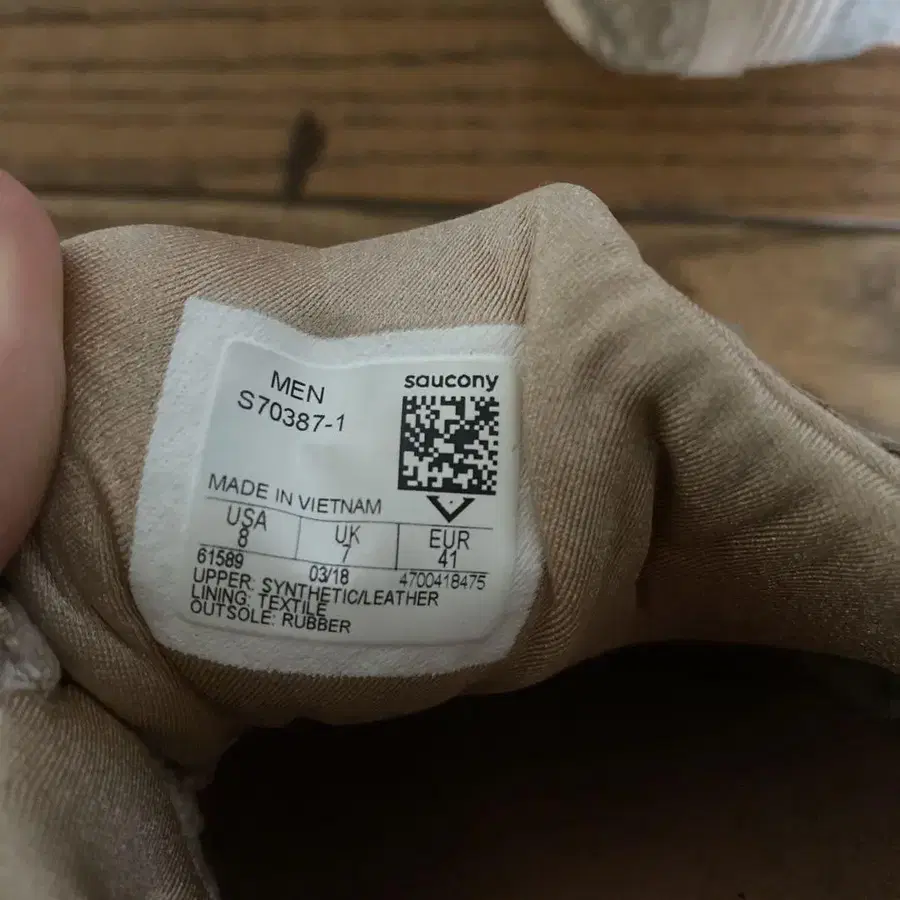 MEN
S70387-1
saucony
MADE IN VIETNAM
USA UK EUR
8 7 41
61589 03/18 4700418475
UPPER: SYNTHETIC/LEATHER
LINING: TEXTILE
OUTSOLE: RUBBER